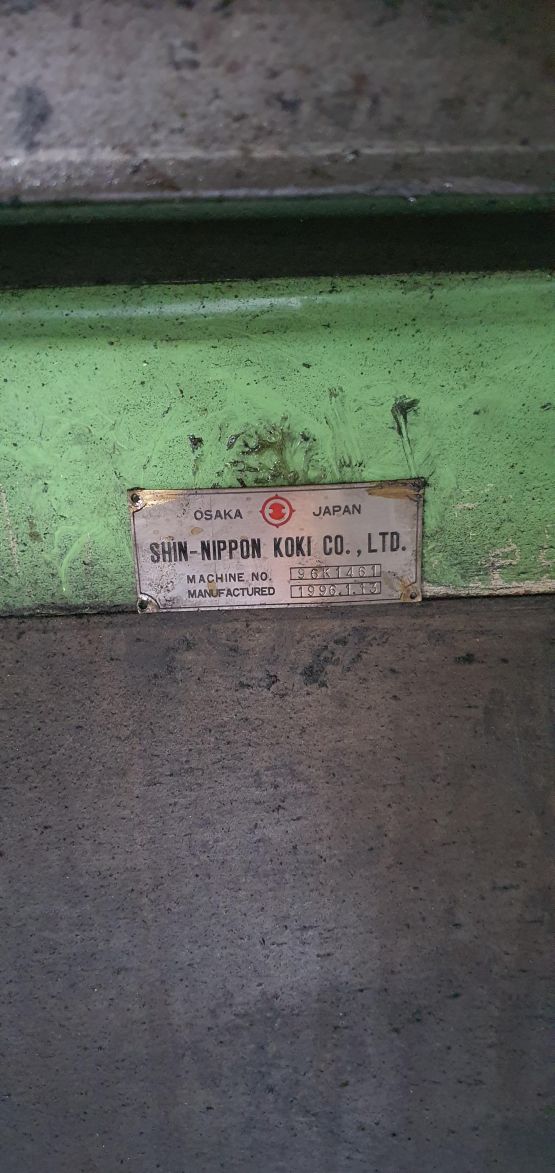 OSAKA JAPAN
SHIN-NIPPON KOKI CO., LTD.
MACHINE NO. 96K1461
MANUFACTURED 1996.1.13